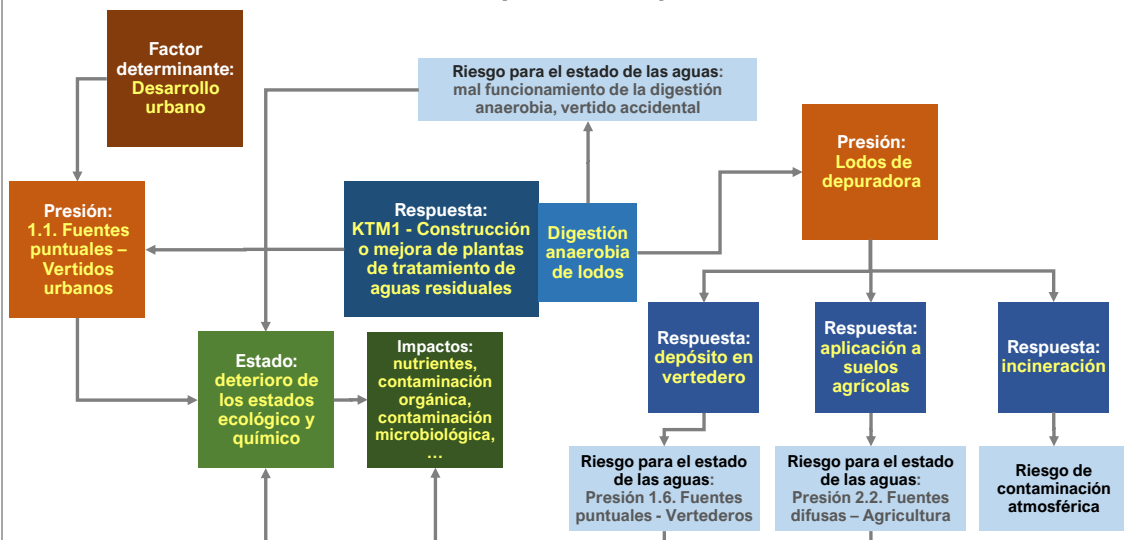 Factor
determinante:
Desarrollo
urbano
Riesgo para el estado de las aguas:
mal funcionamiento de la digestión
anaerobia, vertido accidental
Presión:
Lodos de
depuradora
Presión:
1.1. Fuentes
puntuales –
Vertidos
urbanos
Respuesta:
KTM1 - Construcción
o mejora de plantas
de tratamiento de
aguas residuales
Digestión
anaerobia
de lodos
Estado:
deterioro de
los estados
ecológico y
químico
Impactos:
nutrientes,
contaminación
orgánica,
contaminación
microbiológica,
…
Respuesta:
depósito en
vertedero
Respuesta:
aplicación a
suelos
agrícolas
Respuesta:
incineración
Riesgo para el estado
de las aguas:
Presión 1.6. Fuentes
puntuales - Vertederos
Riesgo para el estado
de las aguas:
Presión 2.2. Fuentes
difusas – Agricultura
Riesgo de
contaminación
atmosférica